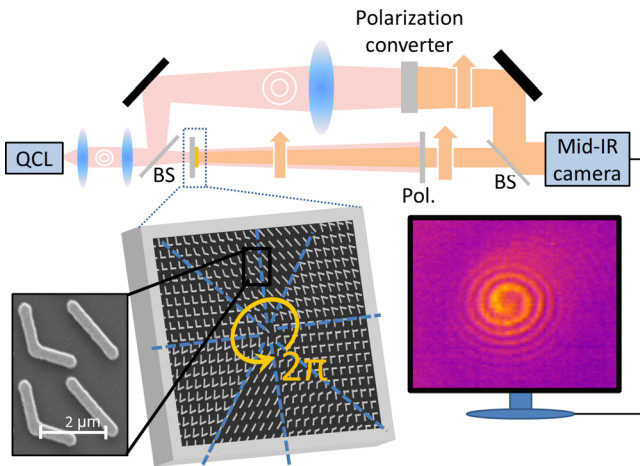 Polarization
converter
QCL
BS
Pol.
BS
Mid-IR
camera
2π
2 μm